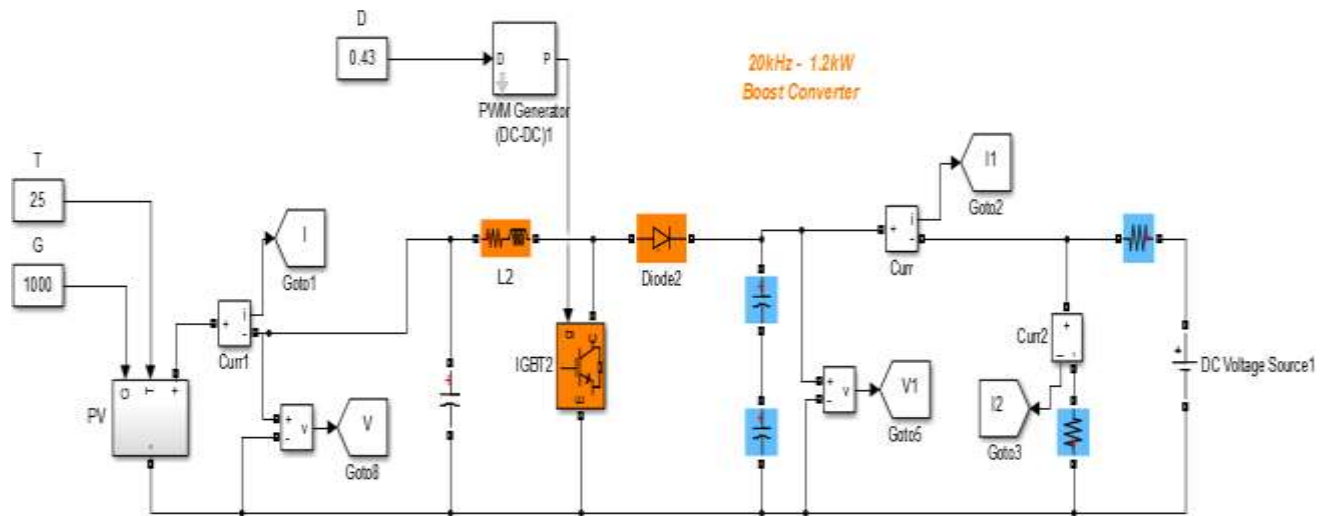 D
0.43
D
P
PWM Generator
(DC-DC)1
20kHz - 1.2kW
Boost Converter
T
25
G
1000
I
Goto1
i
+
-
Curr1
G
T
+
-
PV
+
-
v
V
Goto8
+
L2
g
C
E
IGBT2
Diode2
+
+
I1
Goto2
i
+
-
Curr
+
-
v
V1
Goto5
+
-
i
Curr2
I2
Goto3
+
DC Voltage Source1